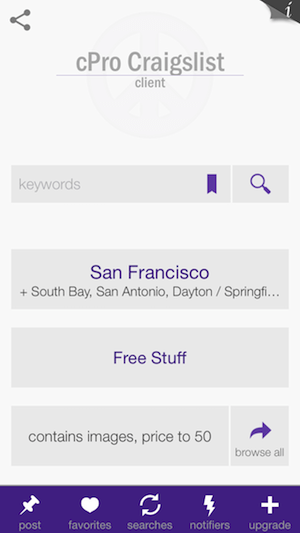 i
cPro Craigslist
client
keywords
San Francisco
+ South Bay, San Antonio, Dayton / Springfi...
Free Stuff
contains images, price to 50
browse all
post
favorites
searches
notifiers
upgrade